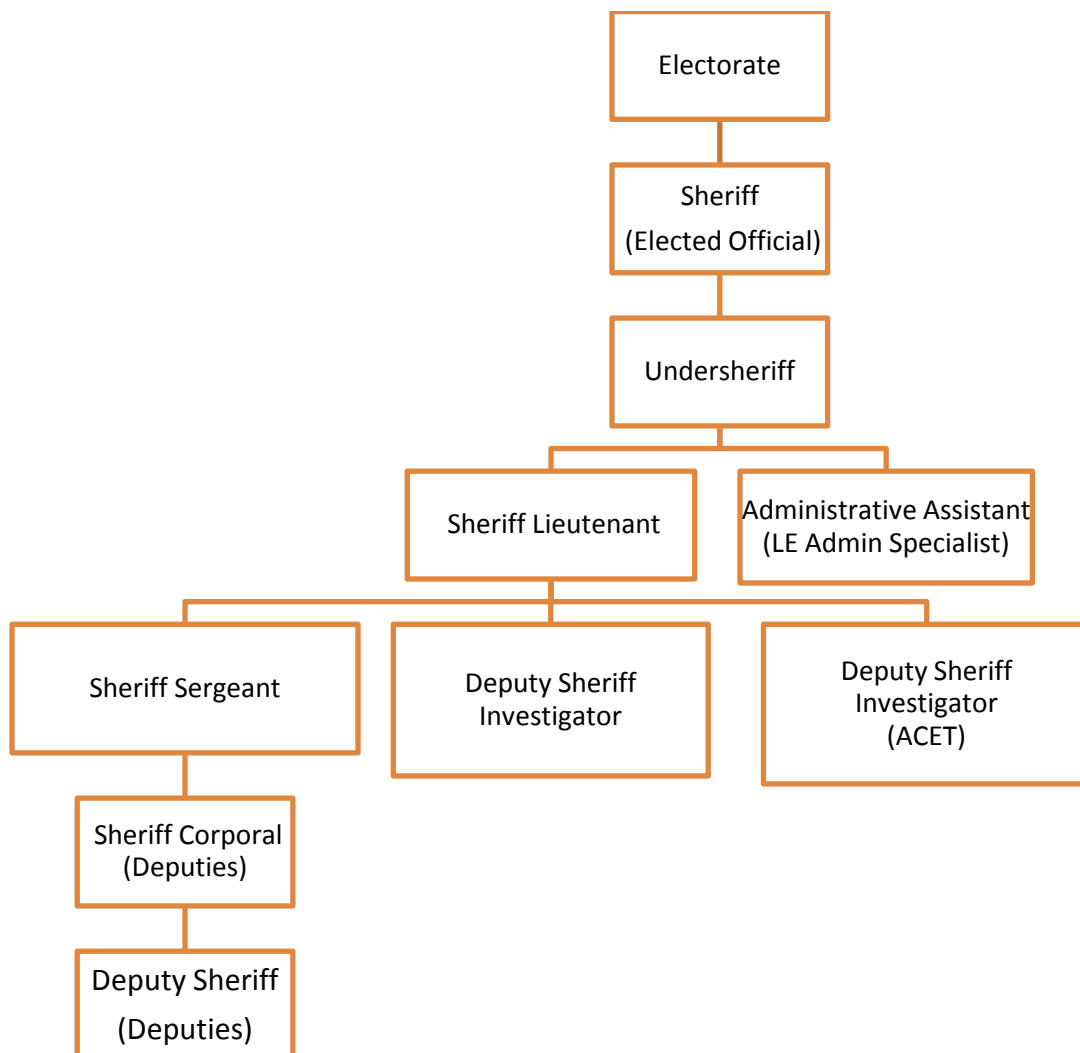 Electorate
Sheriff
(Elected Official)
Undersheriff
Sheriff Lieutenant
Administrative Assistant
(LE Admin Specialist)
Sheriff Sergeant
Deputy Sheriff
Investigator
Deputy Sheriff
Investigator
(ACET)
Sheriff Corporal
(Deputies)
Deputy Sheriff
(Deputies)